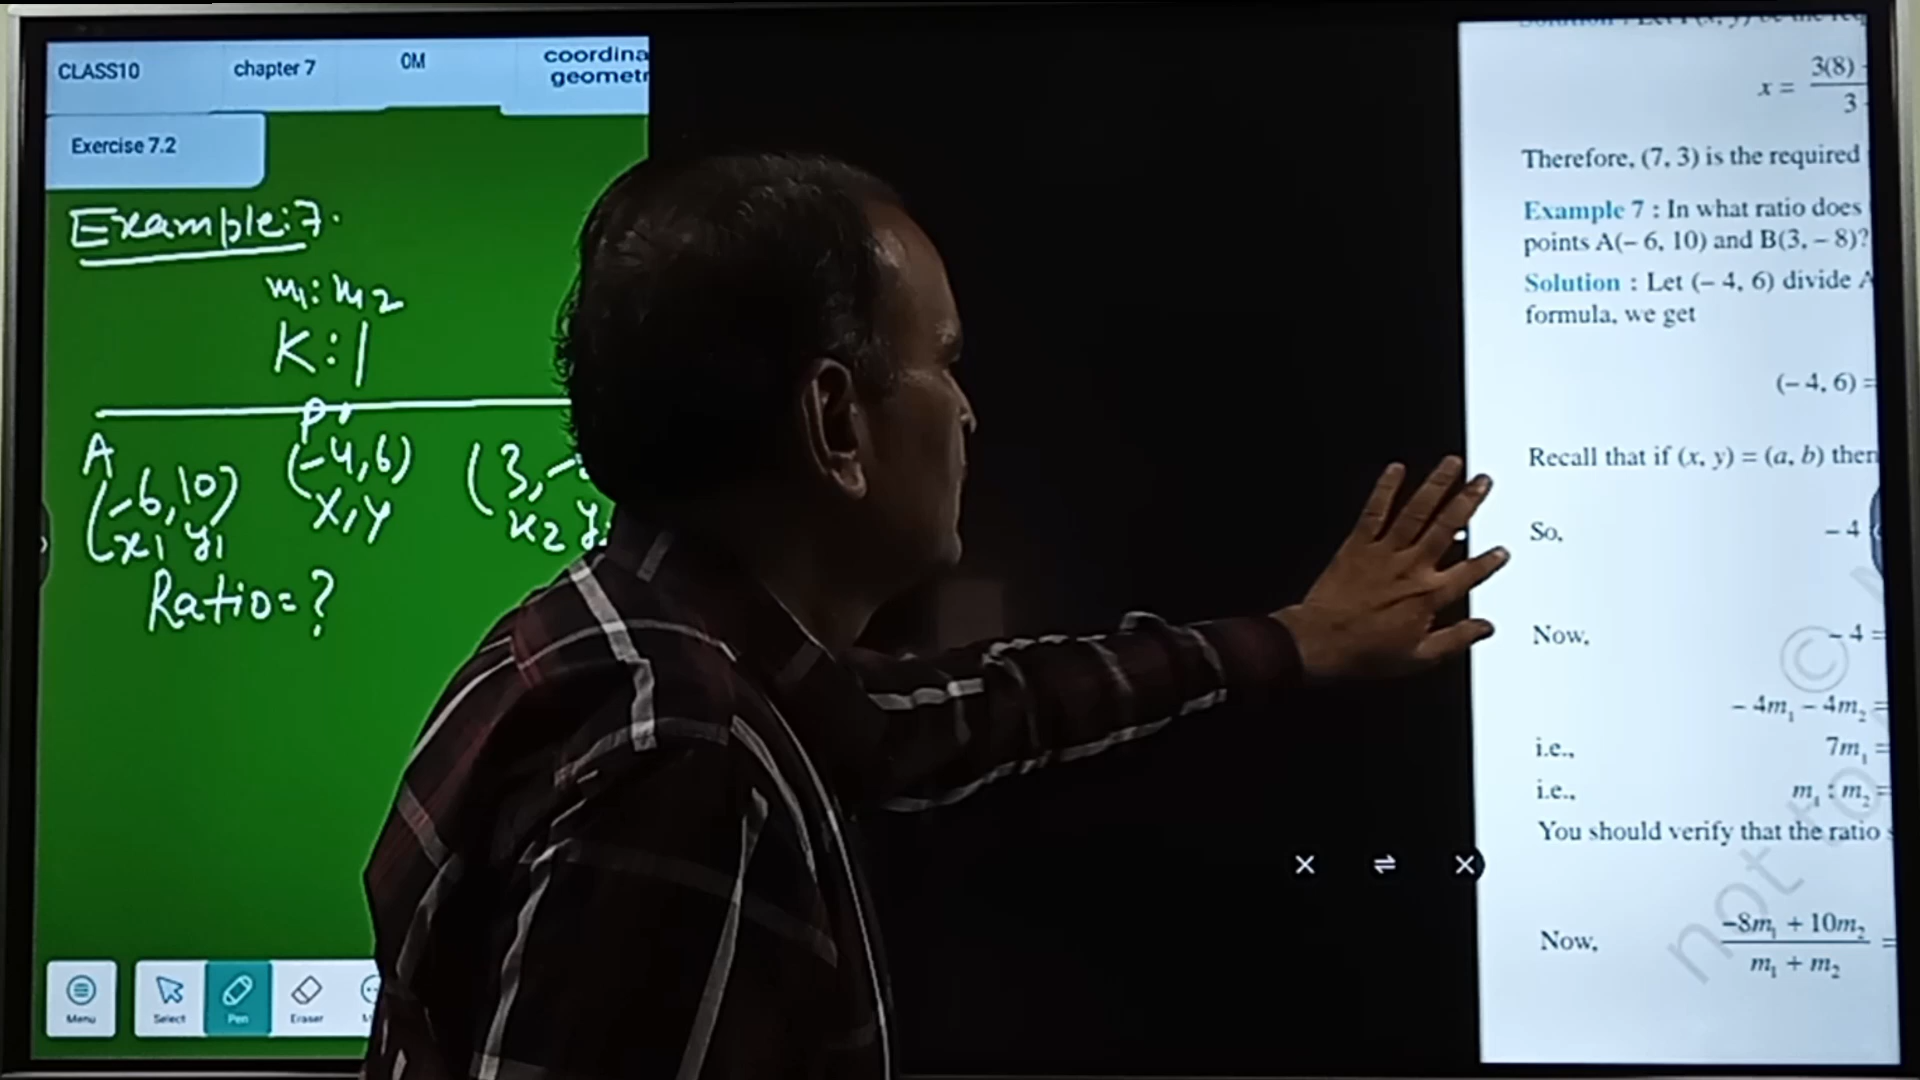 CLASS10 chapter 7 0M coordina
geometr
Exercise 7.2
Example:7.
m1:m2
K:1
P
A
(-6,10) (-4,6) (3,-
x1 y1 x,y x2 y
Ratio=?
Menu Select Pen Eraser
x = 3(8)
3
Therefore, (7, 3) is the required
Example 7 : In what ratio does
points A(– 6, 10) and B(3, – 8)?
Solution : Let (– 4, 6) divide A
formula, we get
(– 4, 6) =
Recall that if (x, y) = (a, b) then
So, – 4
Now, – 4 =
– 4m₁ – 4m₂ =
i.e., 7m₁ =
i.e., m₁ : m₂ =
You should verify that the ratio s
Now, –8m₁ + 10m₂ =
m₁ + m₂
©
not to